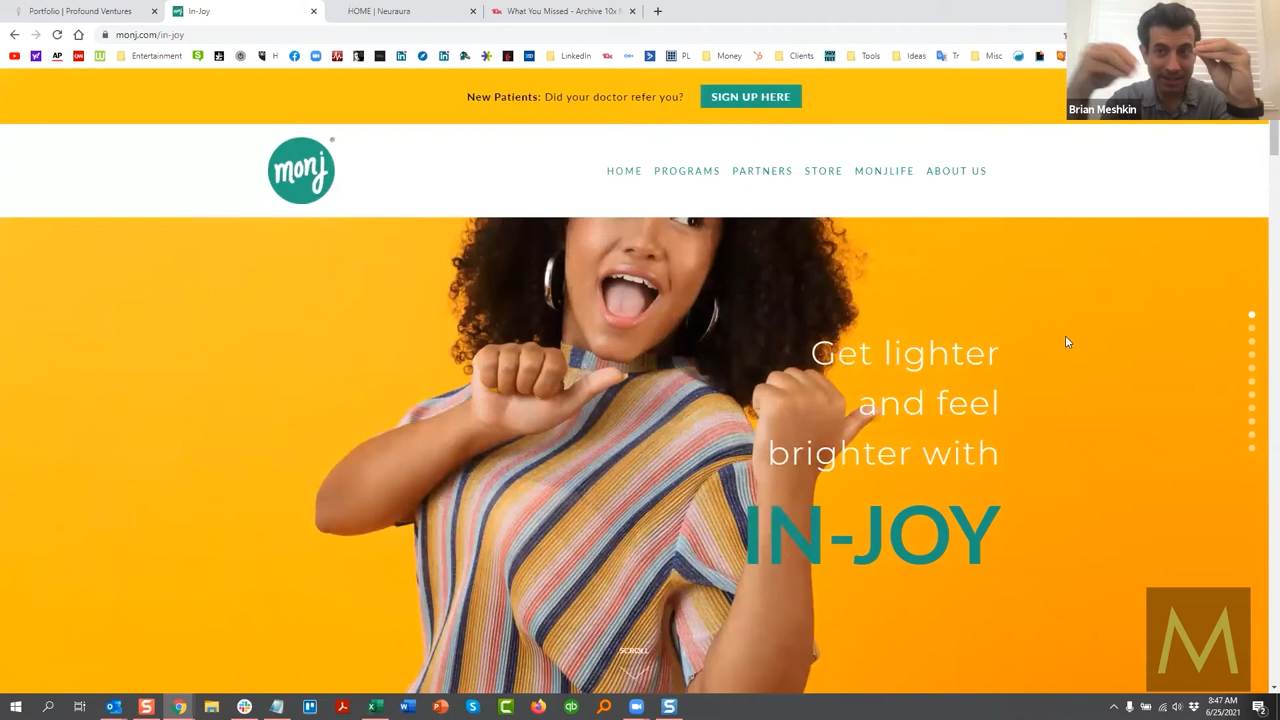 Portfolio | Profound Ventures
In-Joy
HOME | Neuraura
What You Missed - Archive 10x
monj.com/in-joy
Entertainment
H
LinkedIn
PL
Money
Clients
Tools
Ideas
Tr
Misc
Brian Meshkin
New Patients: Did your doctor refer you?
SIGN UP HERE
monj
HOME PROGRAMS PARTNERS STORE MONJLIFE ABOUT US
Get lighter
and feel
brighter with
IN-JOY
SCROLL
M
8:47 AM
6/25/2021